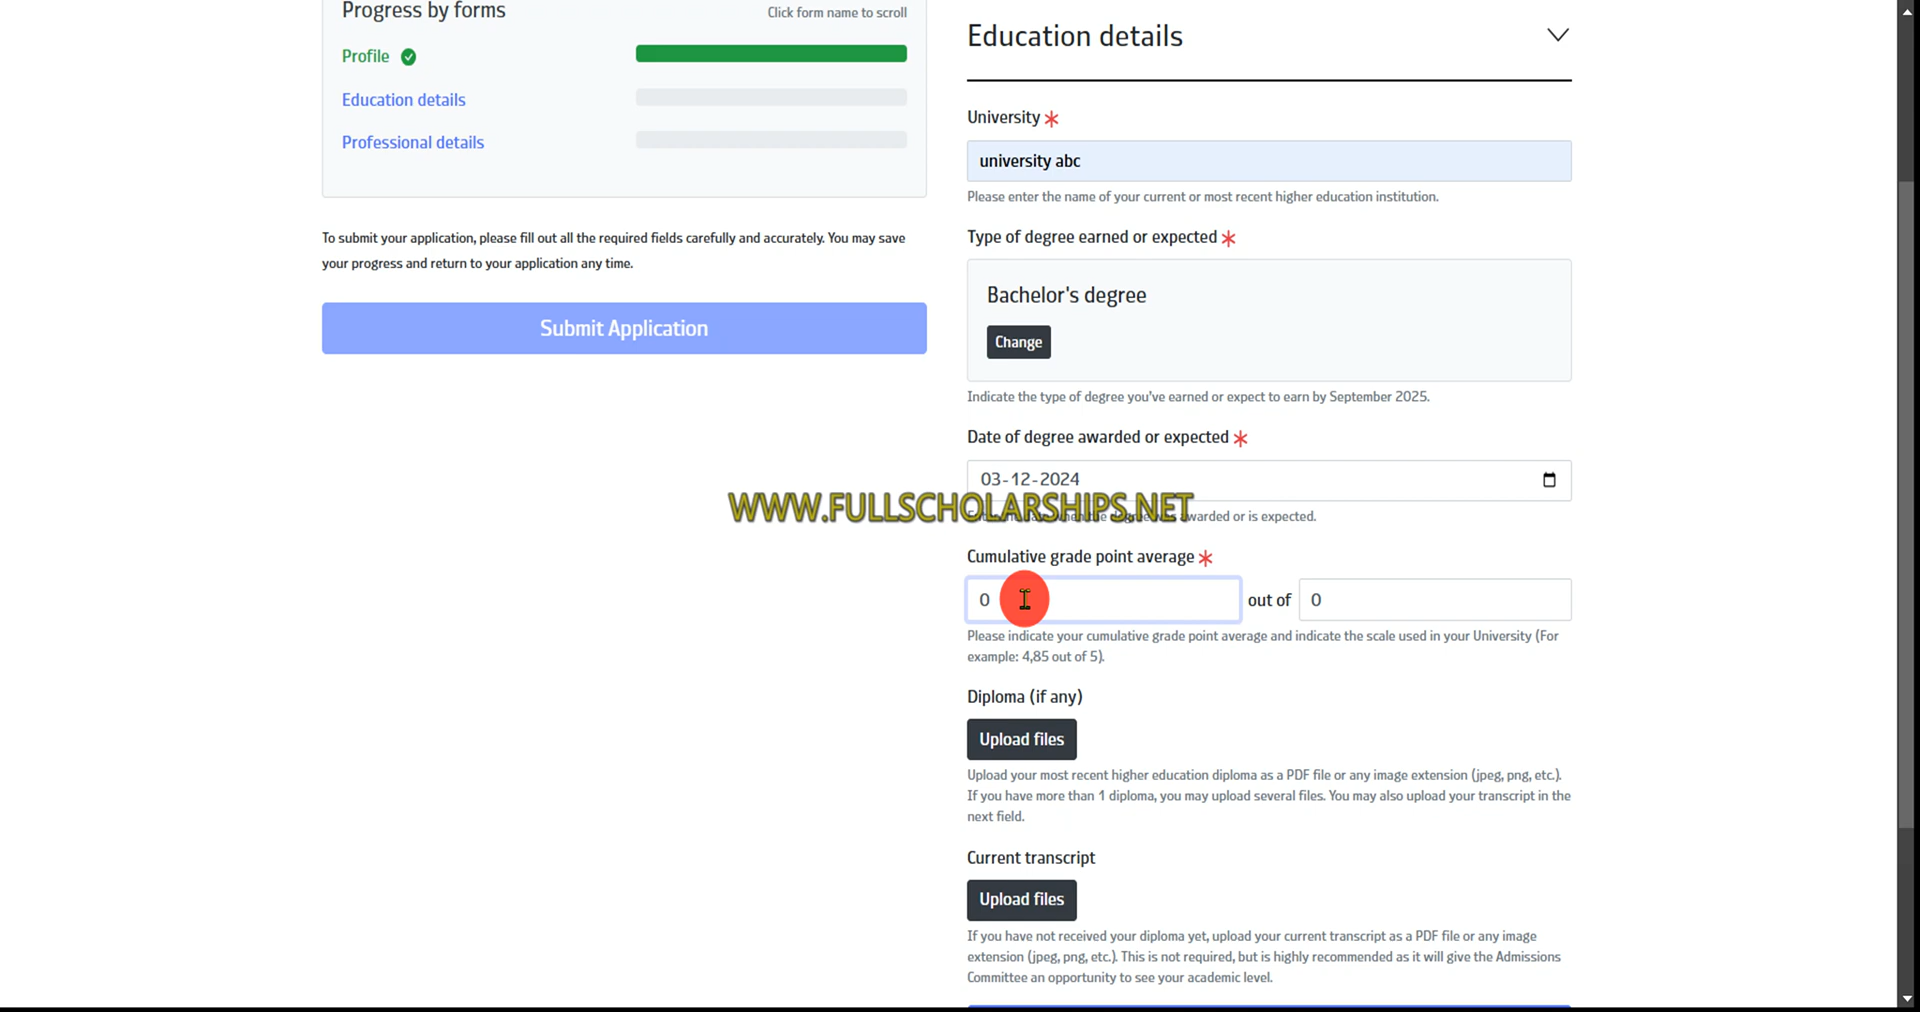 Progress by forms
Click form name to scroll
Profile
Education details
Professional details
To submit your application, please fill out all the required fields carefully and accurately. You may save
your progress and return to your application any time.
Submit Application
Education details
University *
university abc
Please enter the name of your current or most recent higher education institution.
Type of degree earned or expected *
Bachelor's degree
Change
Indicate the type of degree you've earned or expect to earn by September 2025.
Date of degree awarded or expected *
03-12-2024
WWW.FULLSCHOLARSHIPS.NET
awarded or is expected.
Cumulative grade point average *
0 out of 0
Please indicate your cumulative grade point average and indicate the scale used in your University (For
example: 4,85 out of 5).
Diploma (if any)
Upload files
Upload your most recent higher education diploma as a PDF file or any image extension (jpeg, png, etc.).
If you have more than 1 diploma, you may upload several files. You may also upload your transcript in the
next field.
Current transcript
Upload files
If you have not received your diploma yet, upload your current transcript as a PDF file or any image
extension (jpeg, png, etc.). This is not required, but is highly recommended as it will give the Admissions
Committee an opportunity to see your academic level.